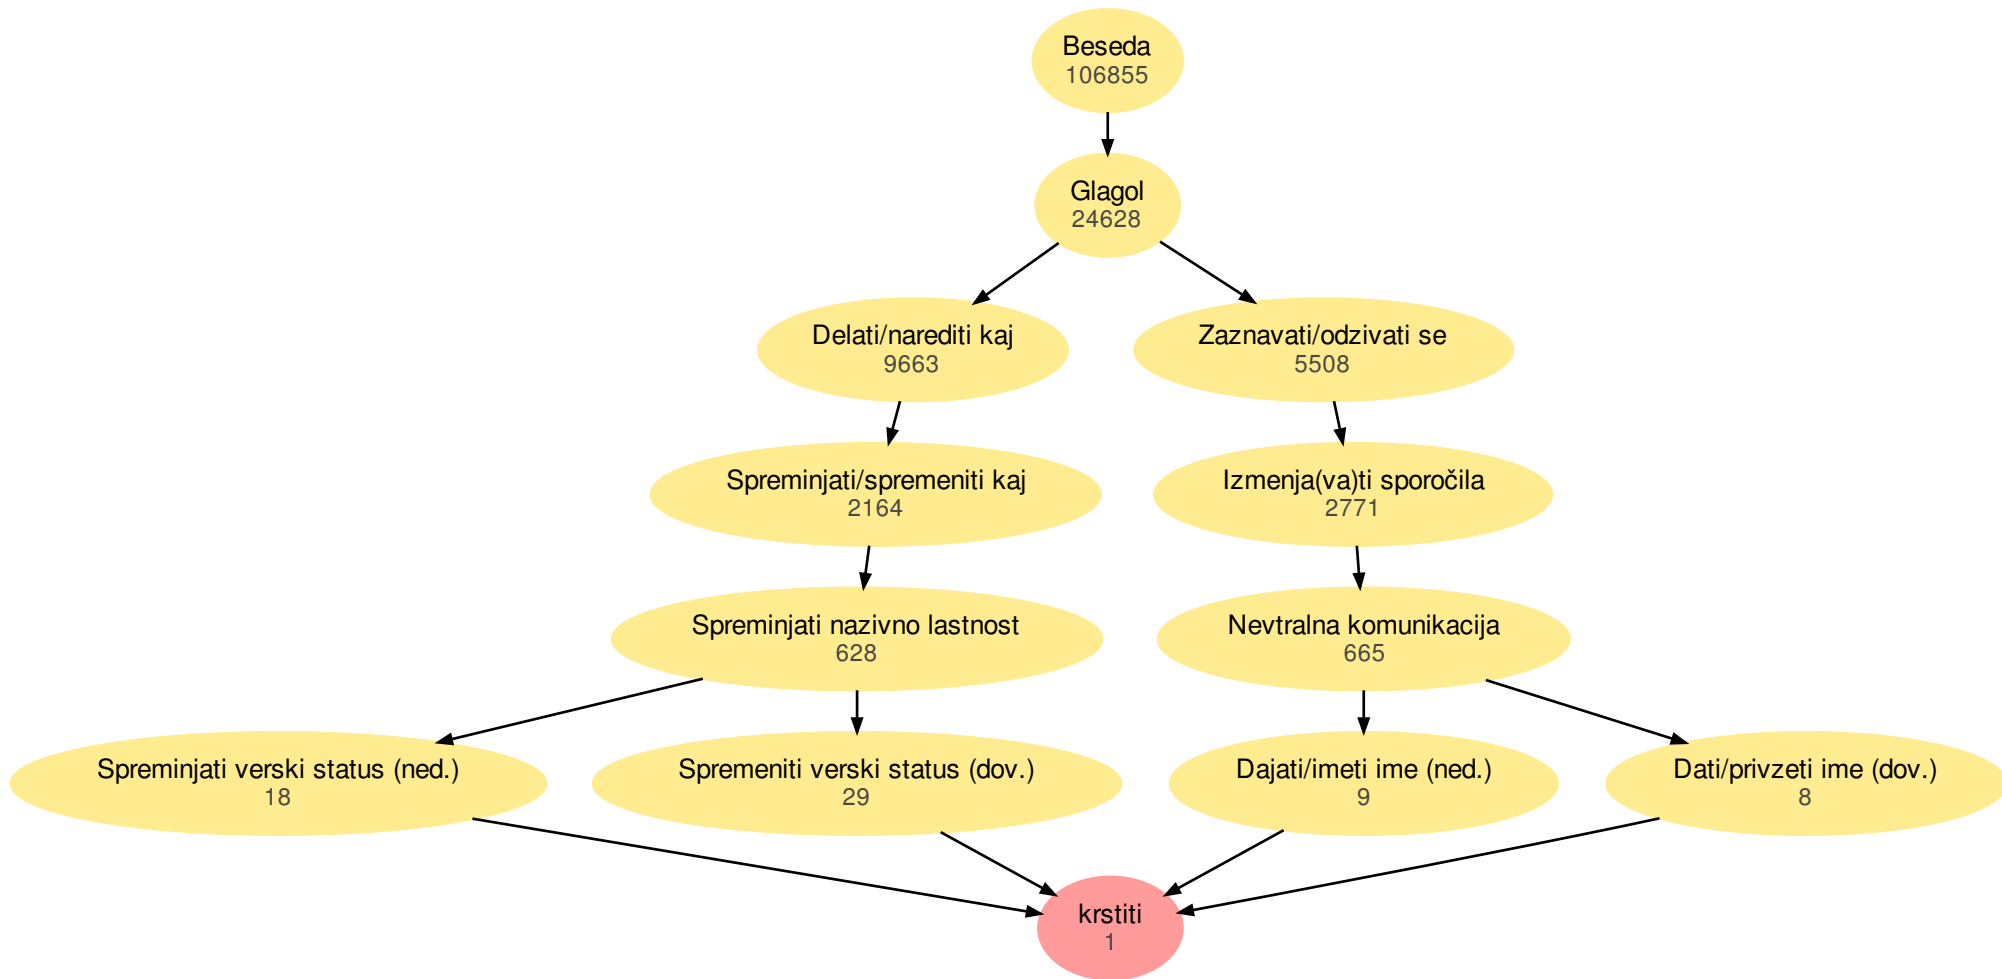 Beseda
106855
Glagol
24628
Delati/narediti kaj
9663
Zaznavati/odzivati se
5508
Spreminjati/spremeniti kaj
2164
Izmenja(va)ti sporočila
2771
Spreminjati nazivno lastnost
628
Nevtralna komunikacija
665
Spreminjati verski status (ned.)
18
Spremeniti verski status (dov.)
29
Dajati/imeti ime (ned.)
9
Dati/privzeti ime (dov.)
8
krstiti
1